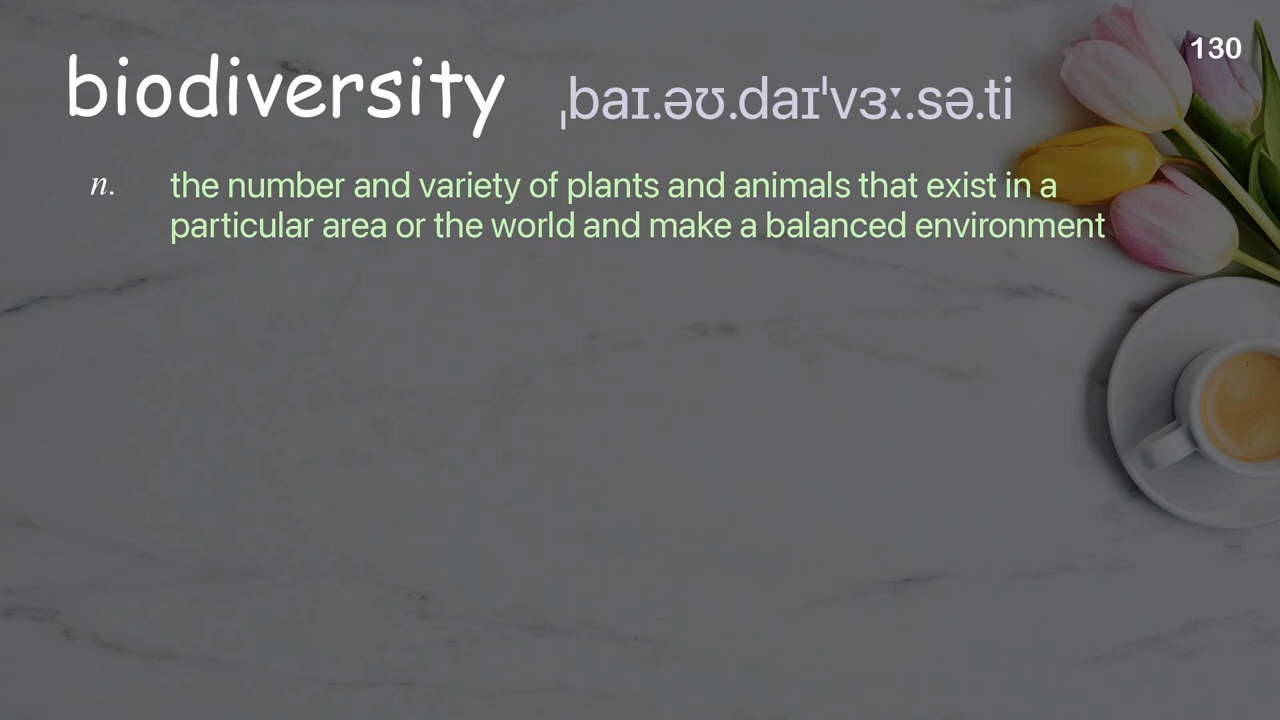 130
biodiversity ˌbaɪ.əʊ.daɪˈvɜː.sə.ti
n. the number and variety of plants and animals that exist in a
particular area or the world and make a balanced environment